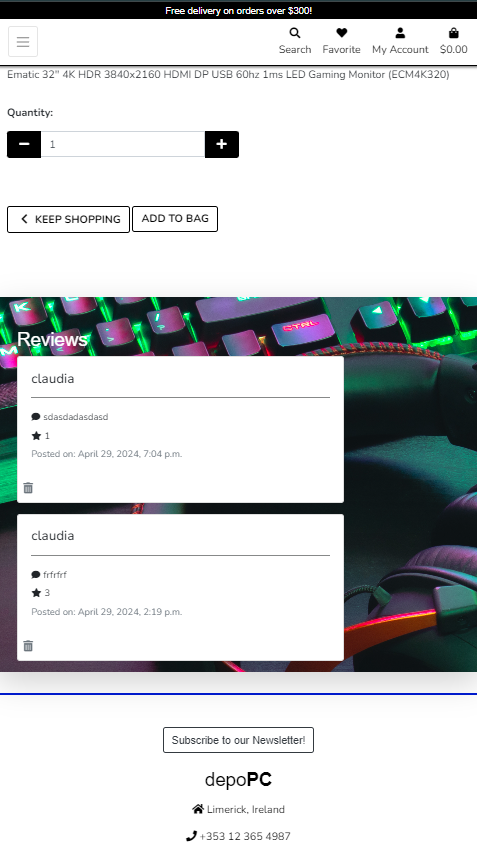 Free delivery on orders over $300!
Search Favorite My Account $0.00
Ematic 32" 4K HDR 3840x2160 HDMI DP USB 60hz 1ms LED Gaming Monitor (ECM4K320)
Quantity:
1
KEEP SHOPPING ADD TO BAG
CTRL
Reviews
claudia
sdasdadasdasd
1
Posted on: April 29, 2024, 7:04 p.m.
claudia
frfrfrf
3
Posted on: April 29, 2024, 2:19 p.m.
Subscribe to our Newsletter!
depoPC
Limerick, Ireland
+353 12 365 4987